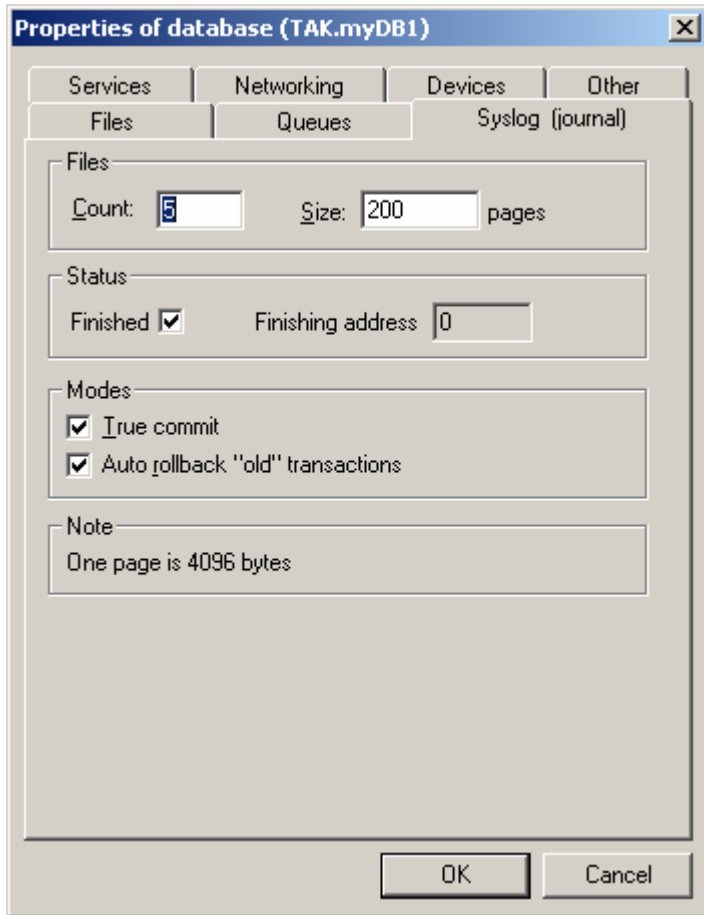 Properties of database (TAK.myDB1)
Services Networking Devices Other
Files Queues Syslog (journal)
Files
Count: 5 Size: 200 pages
Status
Finished Finishing address 0
Modes
True commit
Auto rollback "old" transactions
Note
One page is 4096 bytes
OK Cancel